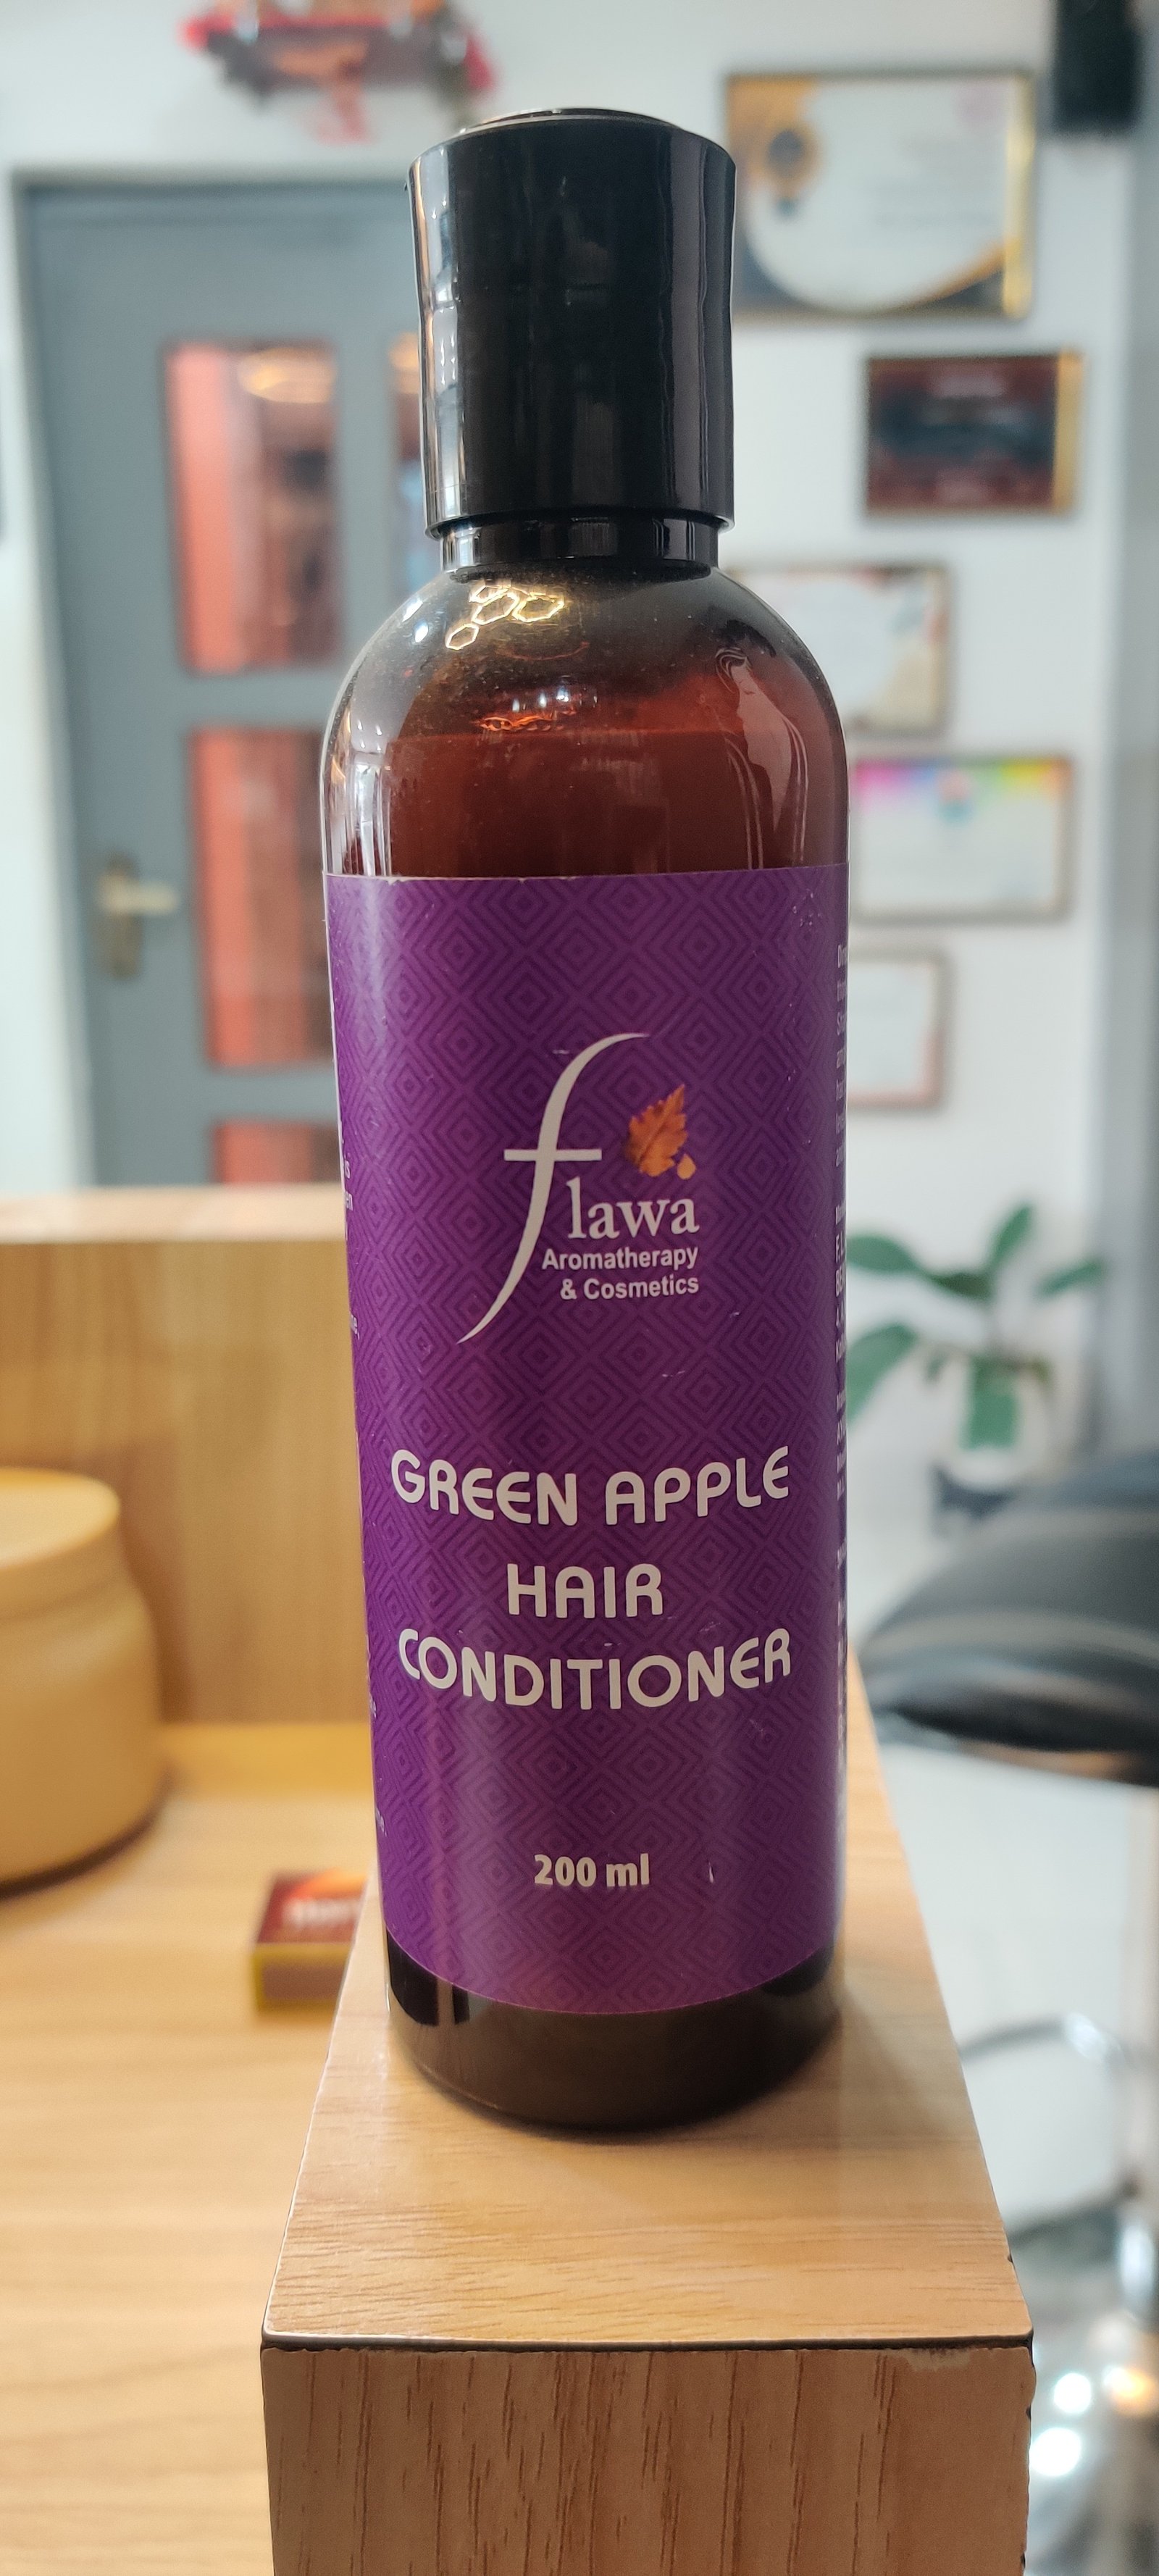 flawa
Aromatherapy
& Cosmetics
GREEN APPLE
HAIR
CONDITIONER
200 ml